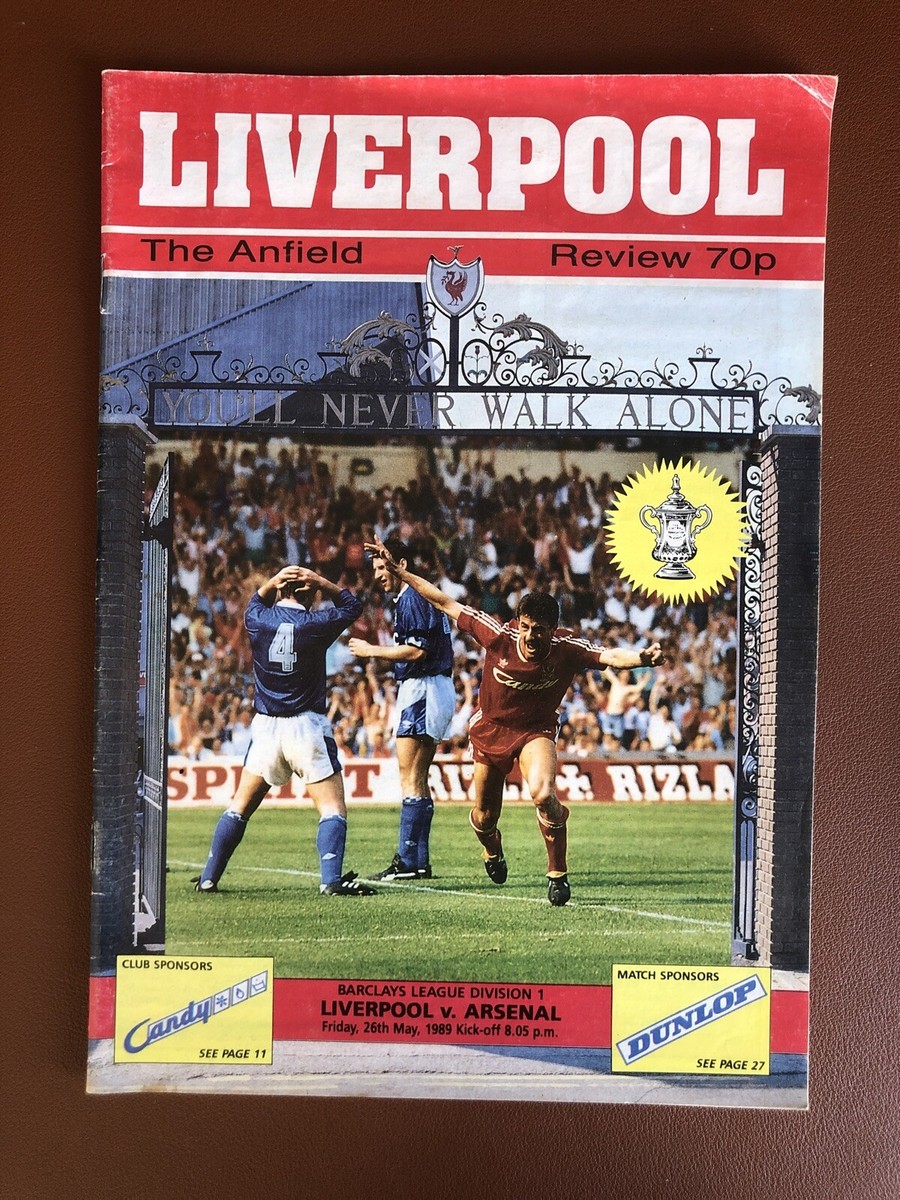 LIVERPOOL
The Anfield Review 70p
YOU'LL NEVER WALK ALONE
4
Candy
RIZLA + RIZLA
CLUB SPONSORS
Candy
SEE PAGE 11
BARCLAYS LEAGUE DIVISION 1
LIVERPOOL v. ARSENAL
Friday, 26th May, 1989 Kick-off 8.05 p.m.
MATCH SPONSORS
DUNLOP
SEE PAGE 27